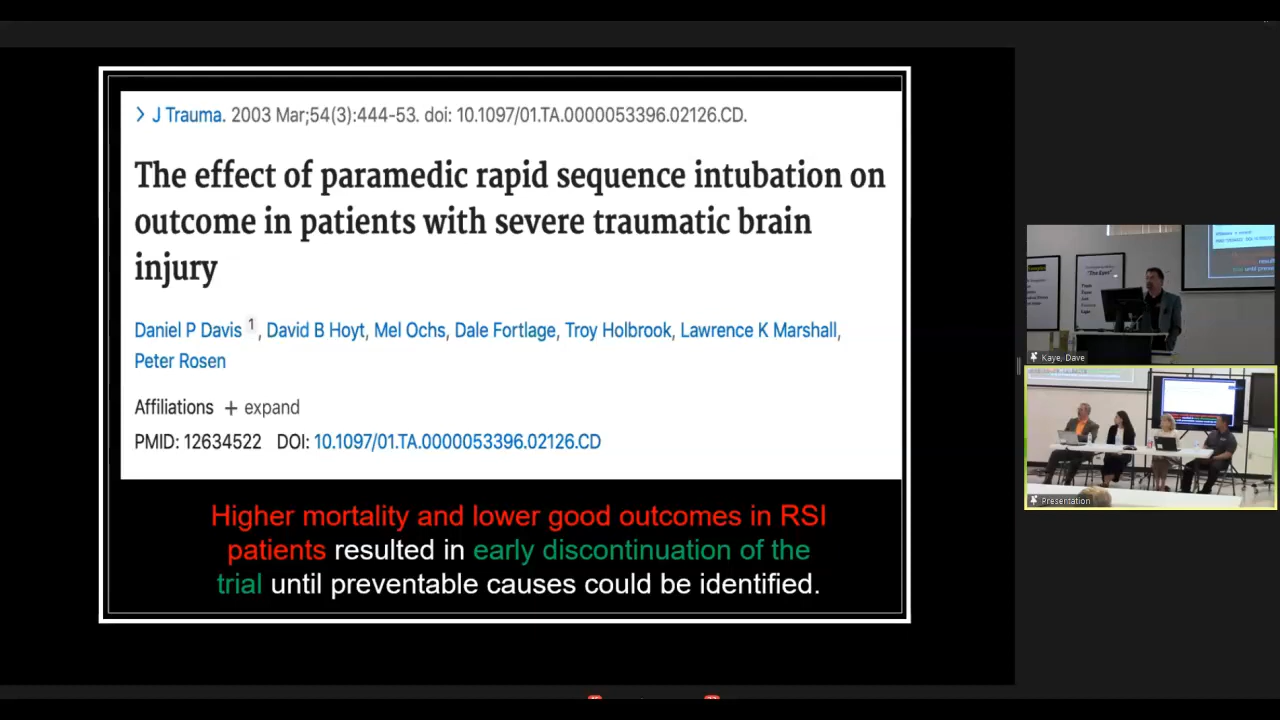 J Trauma. 2003 Mar;54(3):444-53. doi: 10.1097/01.TA.0000053396.02126.CD.
The effect of paramedic rapid sequence intubation on
outcome in patients with severe traumatic brain
injury
Daniel P Davis 1, David B Hoyt, Mel Ochs, Dale Fortlage, Troy Holbrook, Lawrence K Marshall,
Peter Rosen
Affiliations + expand
PMID: 12634522 DOI: 10.1097/01.TA.0000053396.02126.CD
Higher mortality and lower good outcomes in RSI
patients resulted in early discontinuation of the
trial until preventable causes could be identified.
"The Eyes"
Kaye, Dave
Presentation